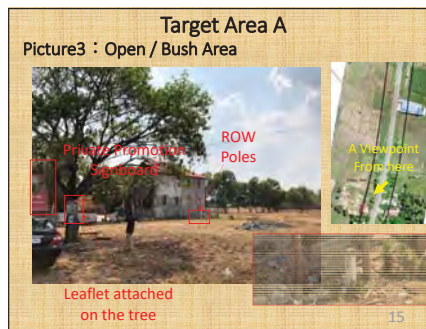 Target Area A
Picture3：Open / Bush Area
Private Promotion
Signboard
ROW
Poles
A Viewpoint
From here
Leaflet attached
on the tree
15